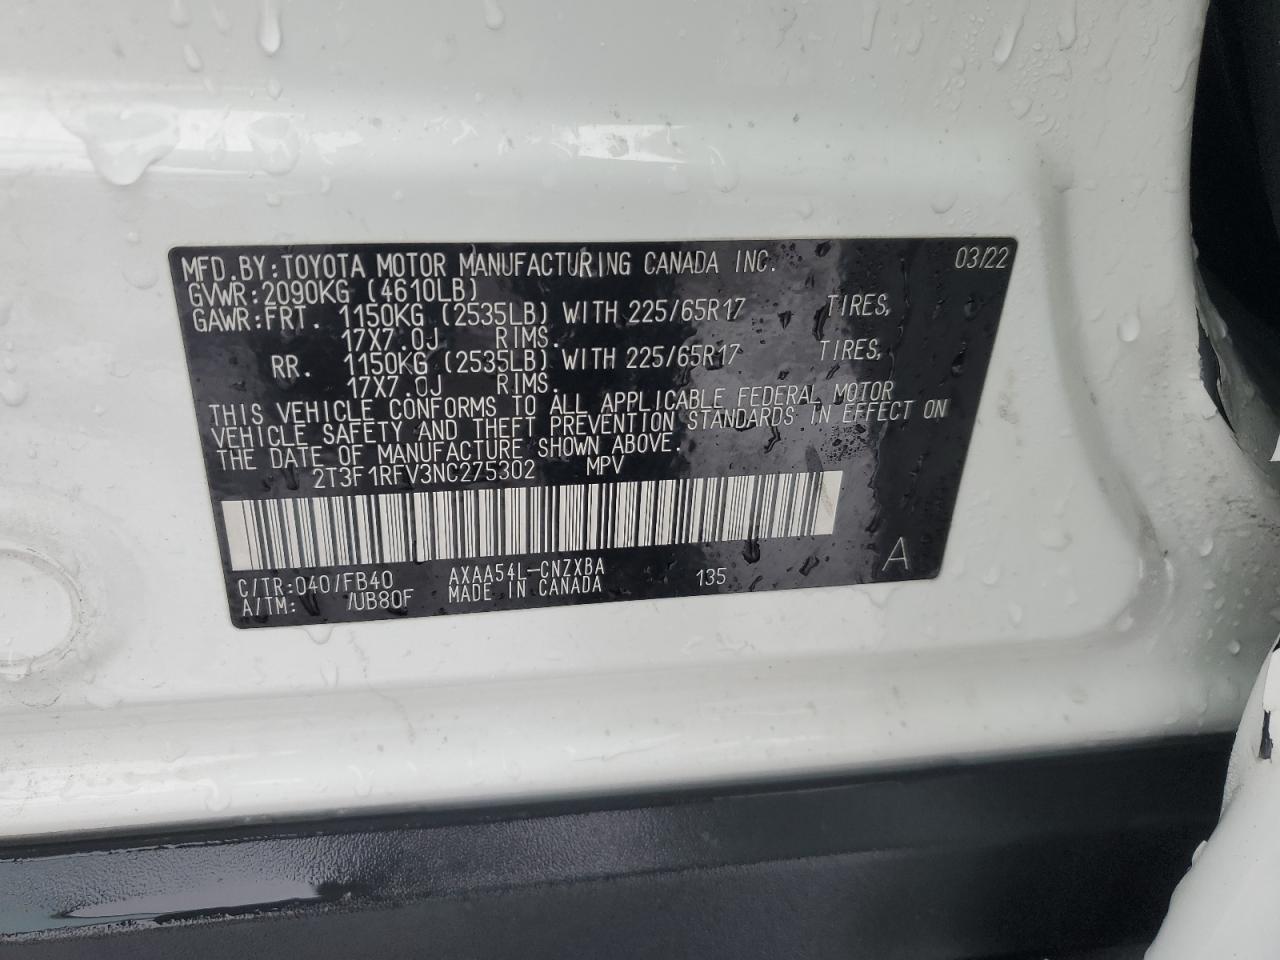 MFD.BY:TOYOTA MOTOR MANUFACTURING CANADA INC. 03/22
GVWR:2090KG (4610LB)
GAWR:FRT. 1150KG (2535LB) WITH 225/65R17 TIRES,
17X7.0J RIMS.
RR. 1150KG (2535LB) WITH 225/65R17 TIRES,
17X7.0J RIMS.
THIS VEHICLE CONFORMS TO ALL APPLICABLE FEDERAL MOTOR
VEHICLE SAFETY AND THEFT PREVENTION STANDARDS IN EFFECT ON
THE DATE OF MANUFACTURE SHOWN ABOVE.
2T3F1RFV3NC275302 MPV
C/TR:040/FB40 AXAA54L-CNZXBA 135 A
A/TM: /UB80F MADE IN CANADA